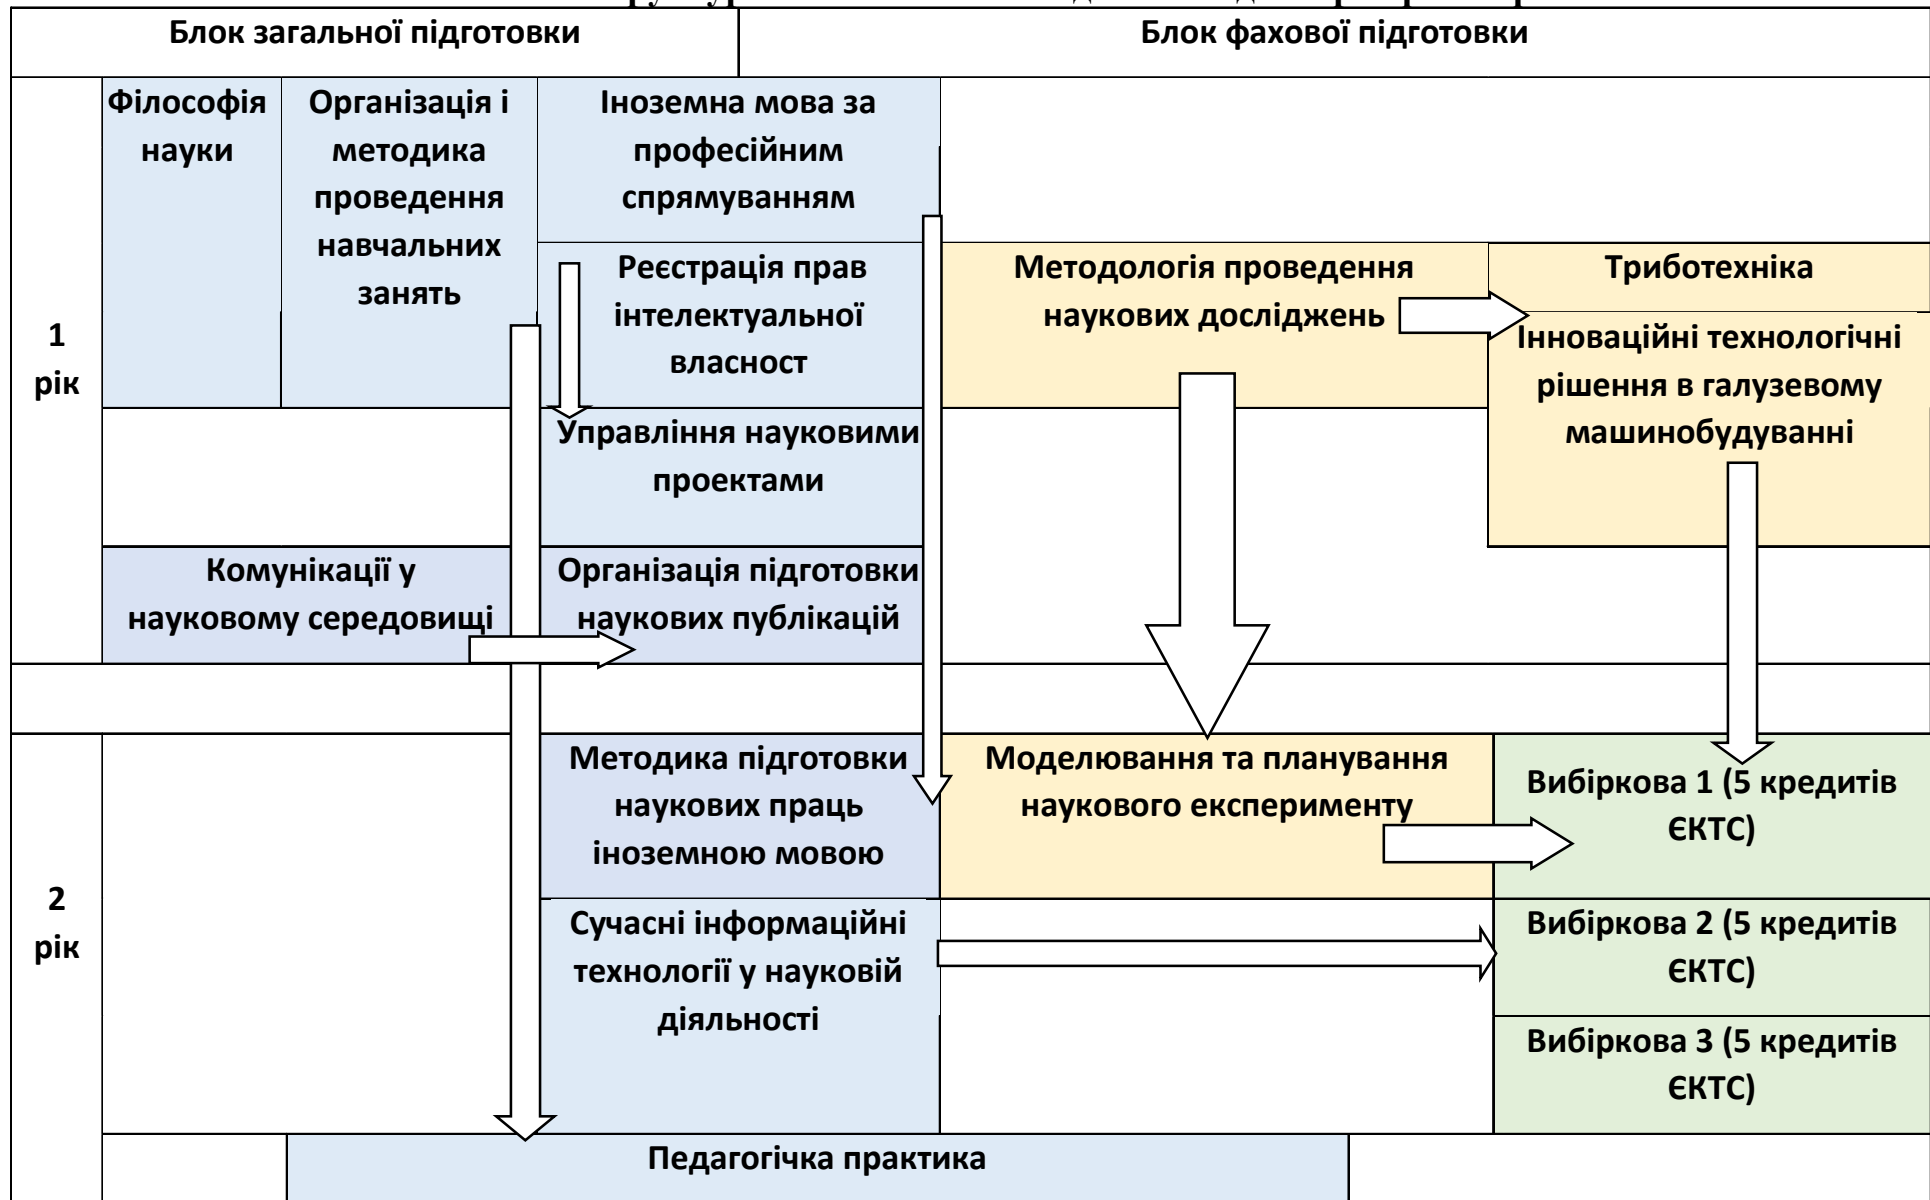 Блок загальної підготовки
Блок фахової підготовки
1
рік
Філософія
науки
Організація і
методика
проведення
навчальних
занять
Іноземна мова за
професійним
спрямуванням
Реєстрація прав
інтелектуальної
власност
Методологія проведення
наукових досліджень
Триботехніка
Інноваційні технологічні
рішення в галузевому
машинобудуванні
Управління науковими
проектами
Комунікації у
науковому середовищі
Організація підготовки
наукових публікацій
2
рік
Методика підготовки
наукових праць
іноземною мовою
Моделювання та планування
наукового експерименту
Вибіркова 1 (5 кредитів
ЄКТС)
Сучасні інформаційні
технології у науковій
діяльності
Вибіркова 2 (5 кредитів
ЄКТС)
Вибіркова 3 (5 кредитів
ЄКТС)
Педагогічка практика